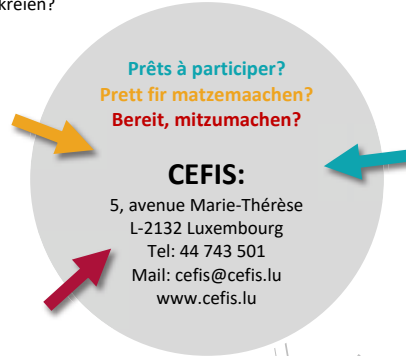 kreien?
Prêts à participer?
Prett fir matzemaachen?
Bereit, mitzumachen?
CEFIS:
5, avenue Marie-Thérèse
L-2132 Luxembourg
Tel: 44 743 501
Mail: cefis@cefis.lu
www.cefis.lu